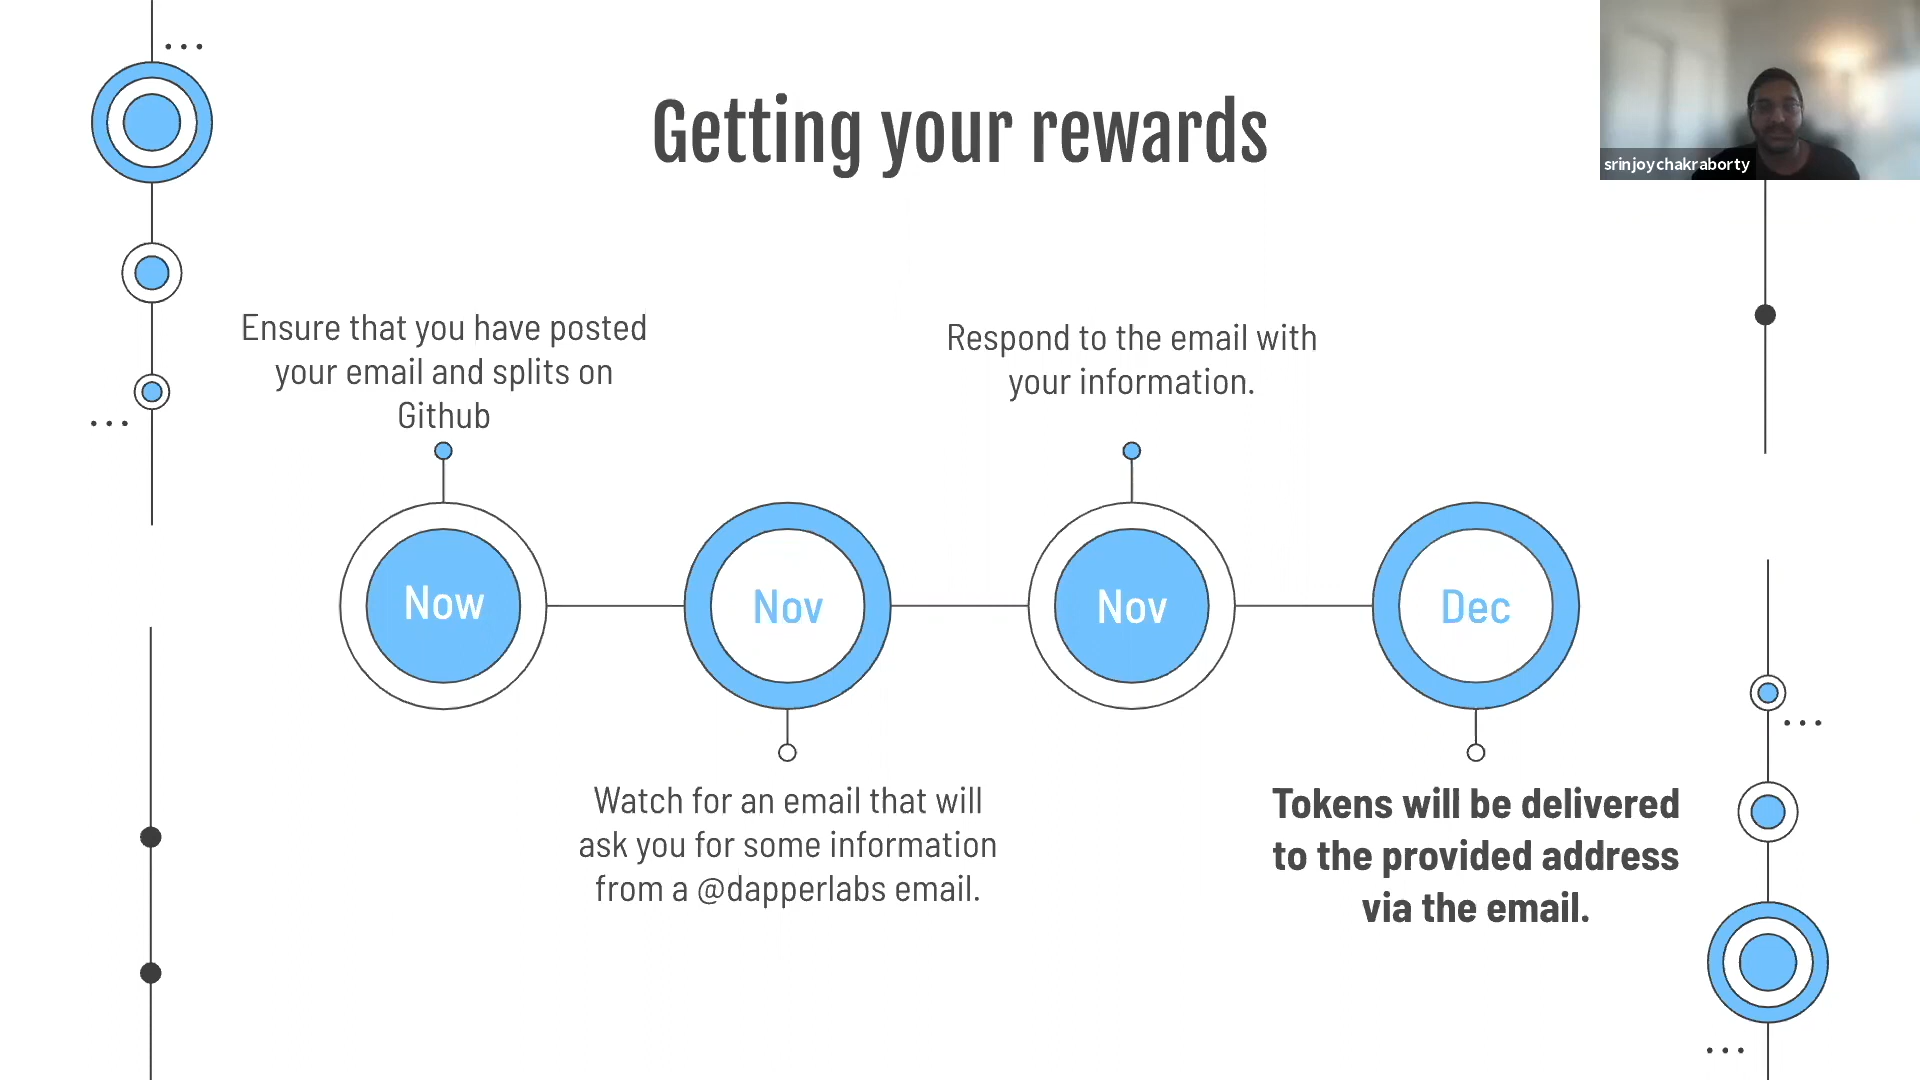 Getting your rewards
srinjoychakraborty
Ensure that you have posted
your email and splits on
Github
Respond to the email with
your information.
Now
Nov
Nov
Dec
Watch for an email that will
ask you for some information
from a @dapperlabs email.
Tokens will be delivered
to the provided address
via the email.